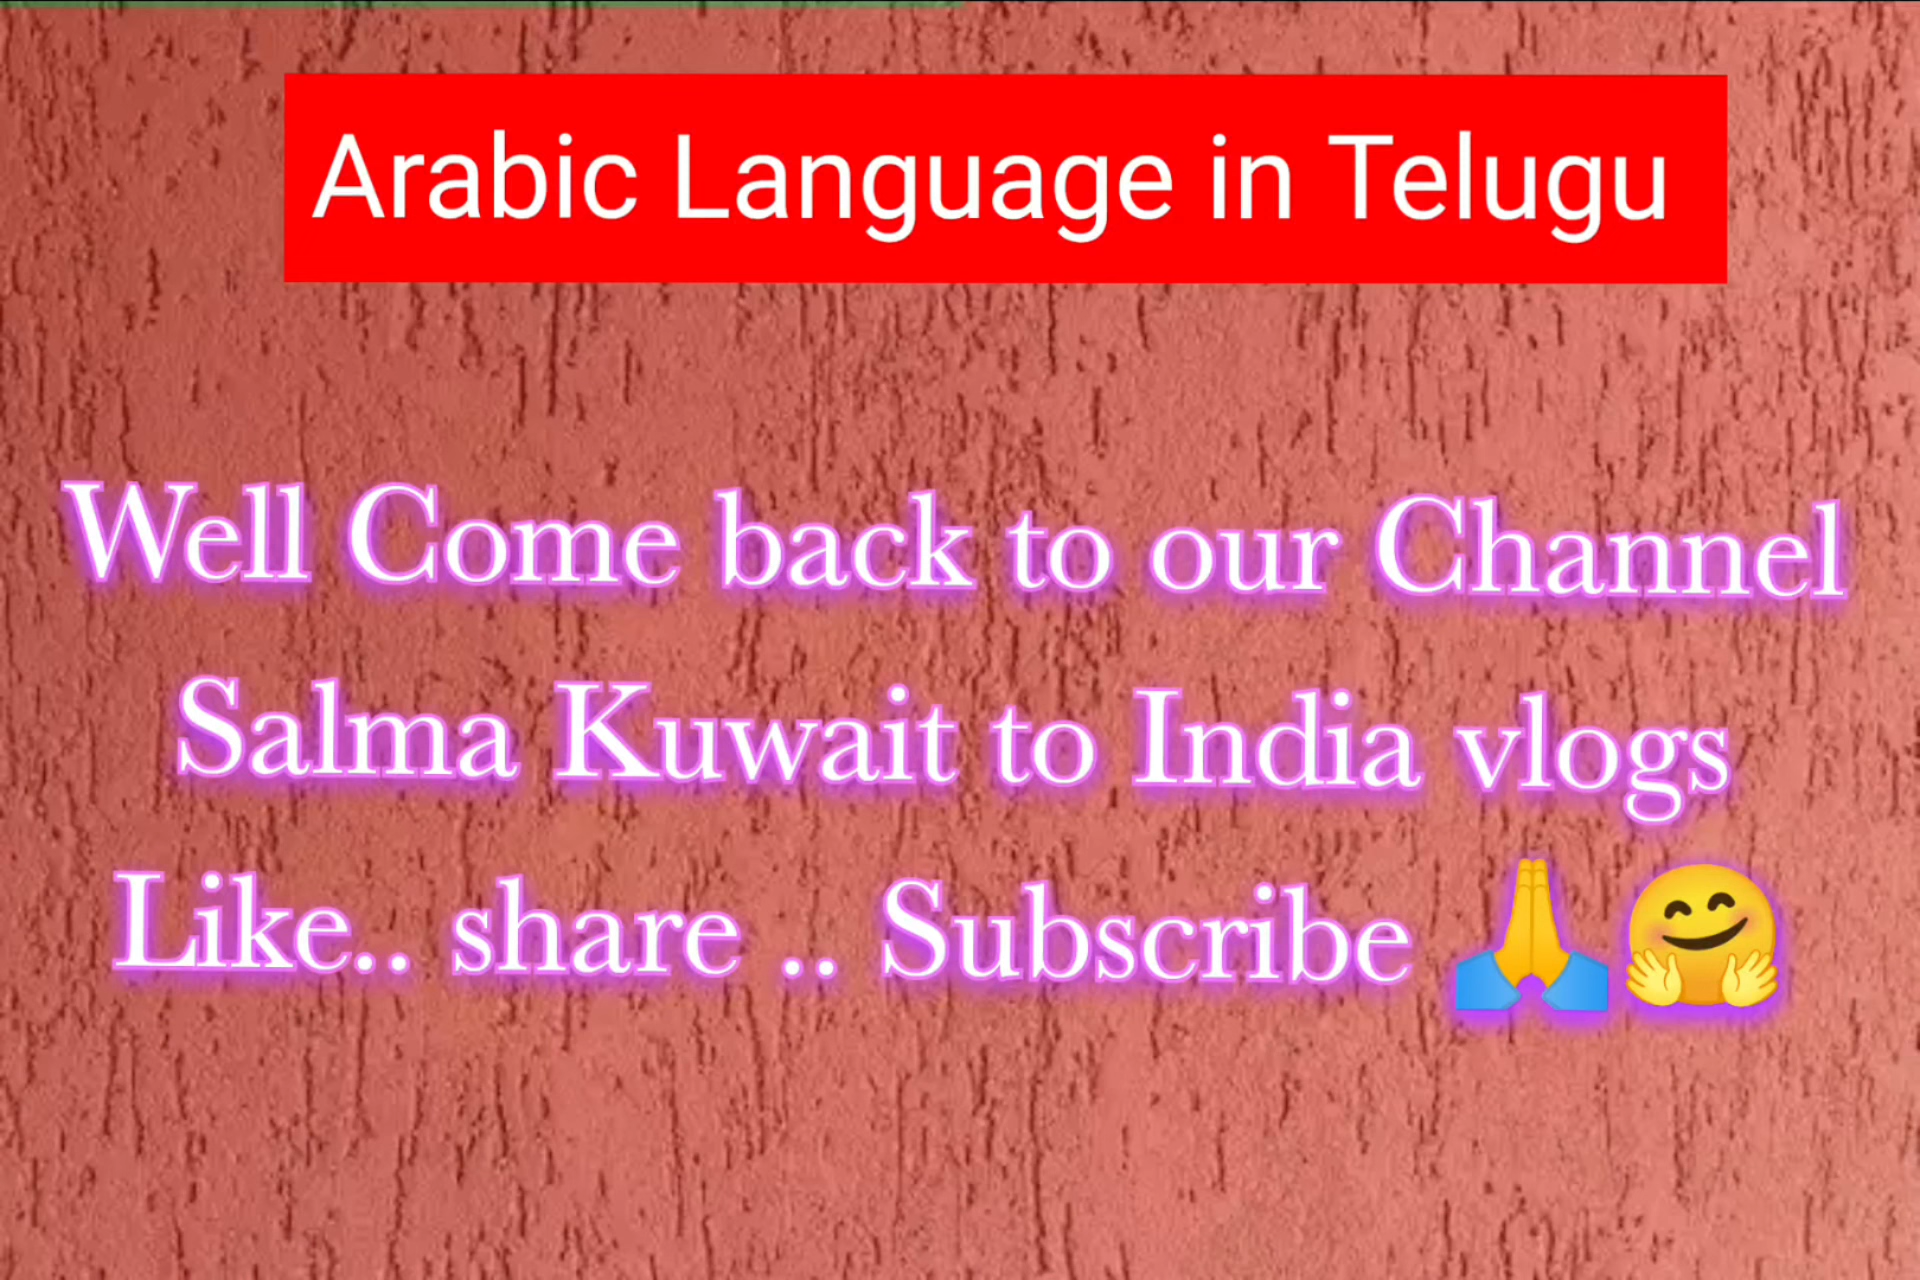 Arabic Language in Telugu
Well Come back to our Channel
Salma Kuwait to India vlogs
Like.. share .. Subscribe 🙏🤗